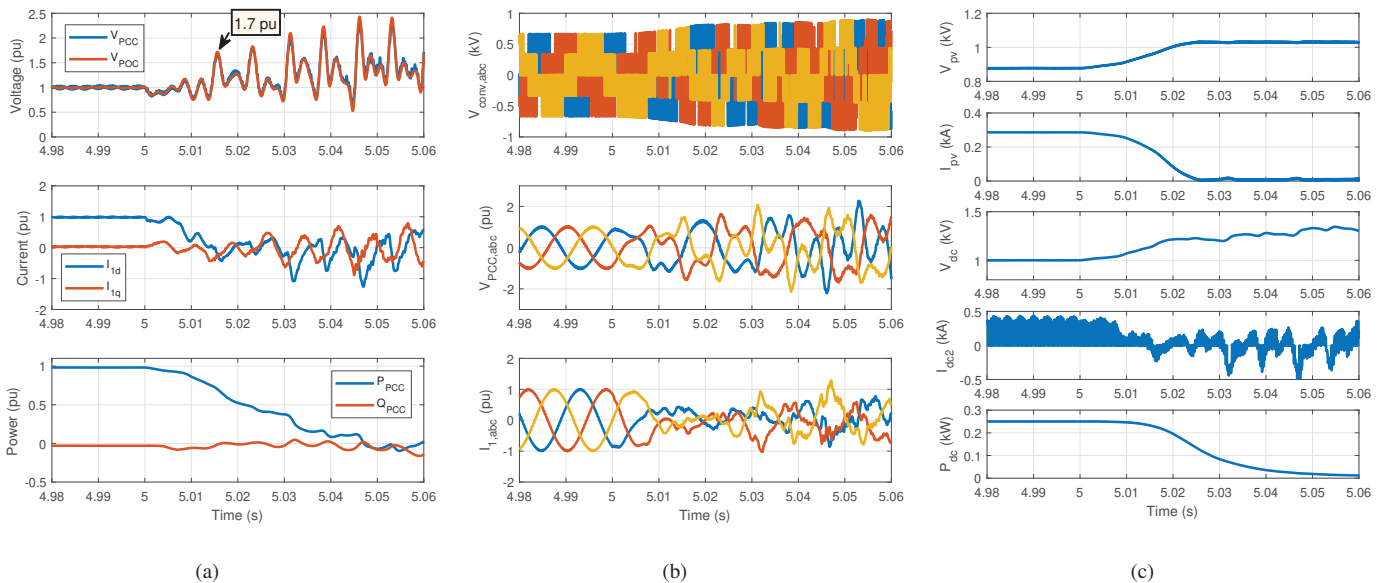 1.7 pu
V_PCC
V_POC
Voltage (pu)
2.5
2
1.5
1
0.5
0
4.98 4.99 5 5.01 5.02 5.03 5.04 5.05 5.06
I_1d
I_1q
Current (pu)
2
1
0
-1
-2
4.98 4.99 5 5.01 5.02 5.03 5.04 5.05 5.06
P_PCC
Q_PCC
Power (pu)
1
0.5
0
-0.5
4.98 4.99 5 5.01 5.02 5.03 5.04 5.05 5.06
Time (s)
(a)
V_conv,abc (kV)
1
0.5
0
-0.5
-1
4.98 4.99 5 5.01 5.02 5.03 5.04 5.05 5.06
V_PCC,abc (pu)
2
0
-2
4.98 4.99 5 5.01 5.02 5.03 5.04 5.05 5.06
I_1,abc (pu)
2
1
0
-1
-2
4.98 4.99 5 5.01 5.02 5.03 5.04 5.05 5.06
Time (s)
(b)
V_pv (kV)
1.2
1
0.8
4.98 4.99 5 5.01 5.02 5.03 5.04 5.05 5.06
I_pv (kA)
0.4
0.2
0
4.98 4.99 5 5.01 5.02 5.03 5.04 5.05 5.06
V_dc (kV)
1.5
1
4.98 4.99 5 5.01 5.02 5.03 5.04 5.05 5.06
I_dc2 (kA)
0.5
0
-0.5
4.98 4.99 5 5.01 5.02 5.03 5.04 5.05 5.06
P_dc (kW)
0.3
0.2
0.1
0
4.98 4.99 5 5.01 5.02 5.03 5.04 5.05 5.06
Time (s)
(c)